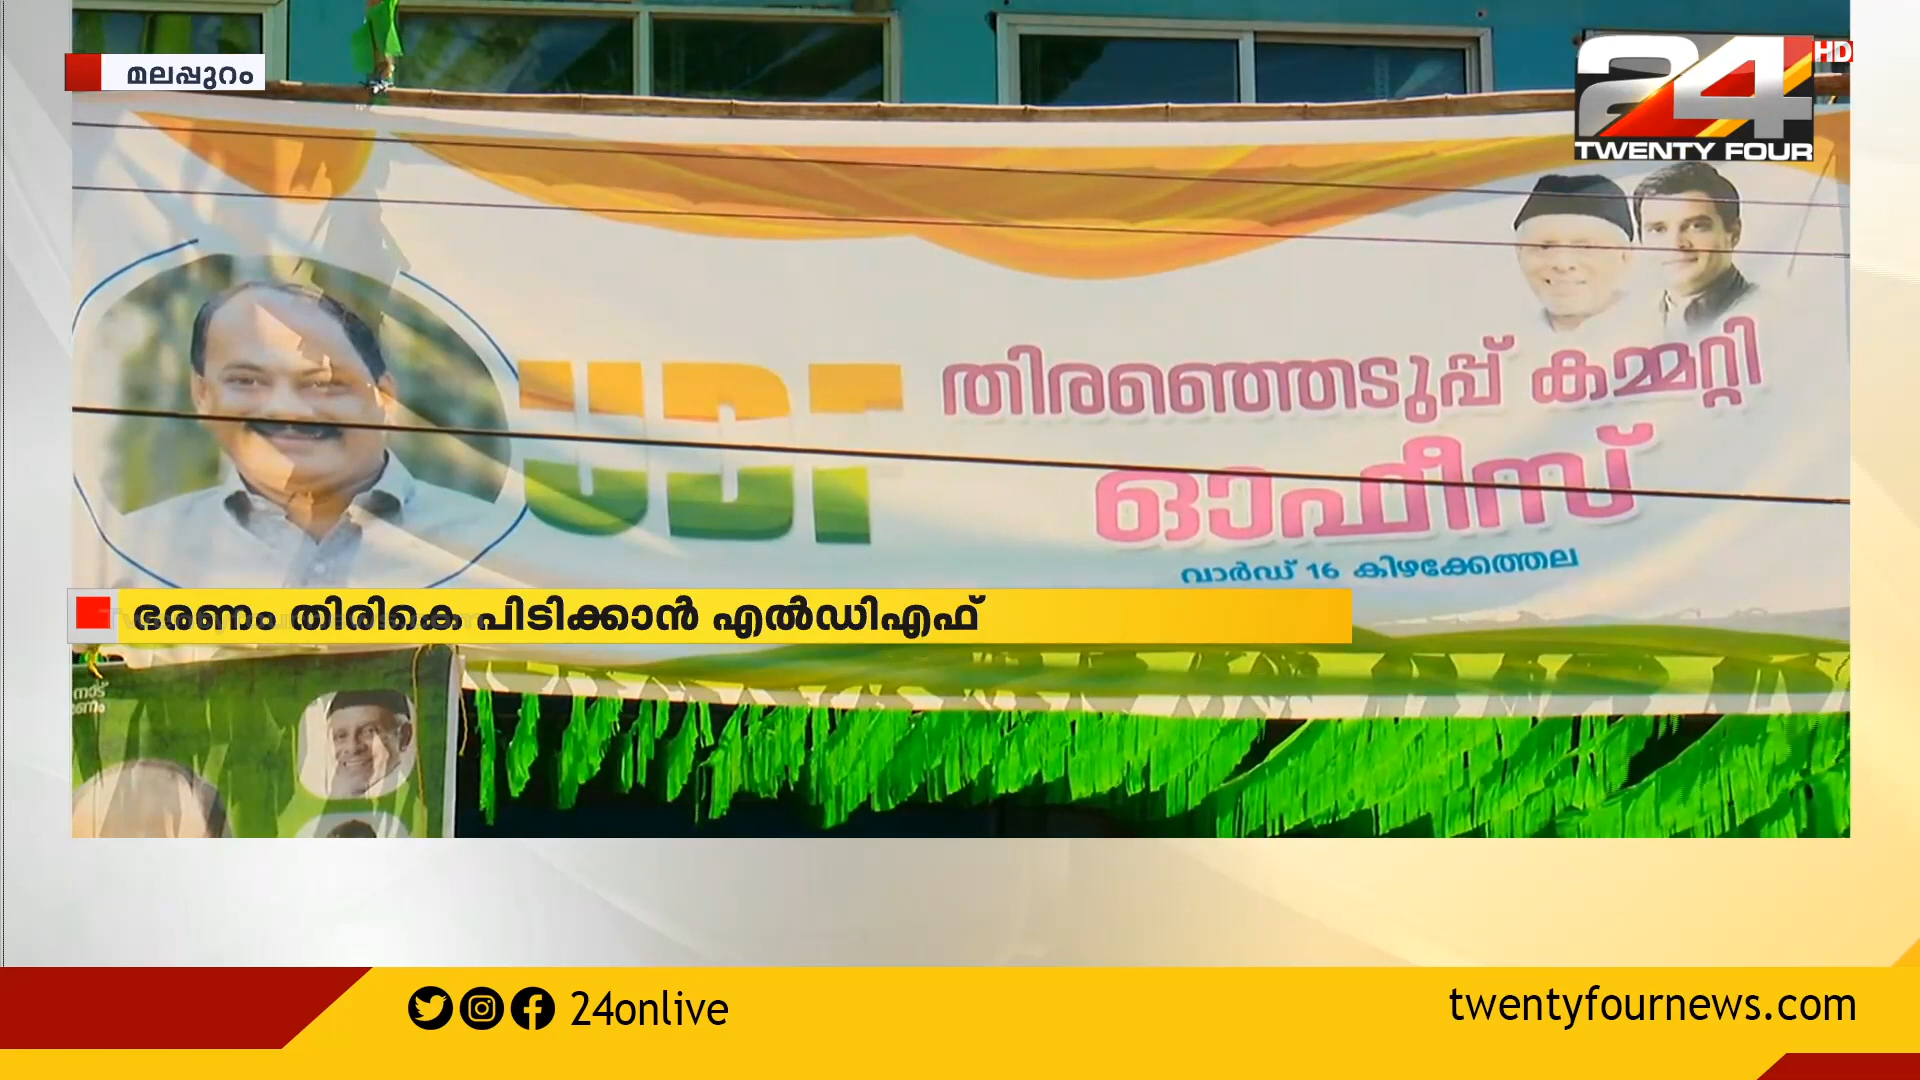 മലപ്പുറം
24 HD
TWENTY FOUR
UDF തിരഞ്ഞെടുപ്പ് കമ്മറ്റി
ഓഫീസ്
വാർഡ് 16 കിഴക്കേത്തല
ഭരണം തിരികെ പിടിക്കാൻ എൽഡിഎഫ്
നാട്
24onlive
twentyfournews.com